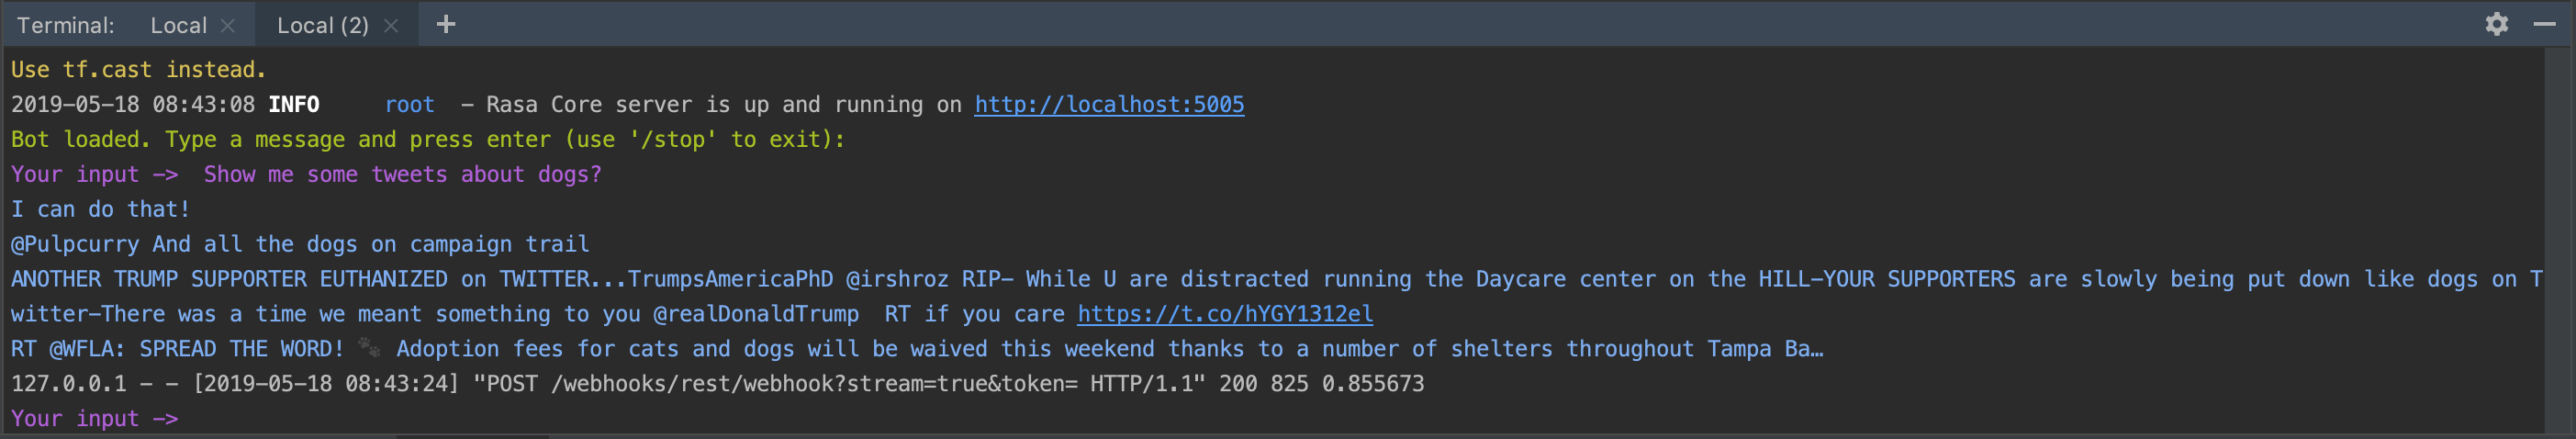 Terminal: Local × Local (2) × +
Use tf.cast instead.
2019-05-18 08:43:08 INFO root - Rasa Core server is up and running on http://localhost:5005
Bot loaded. Type a message and press enter (use '/stop' to exit):
Your input -> Show me some tweets about dogs?
I can do that!
@Pulpcurry And all the dogs on campaign trail
ANOTHER TRUMP SUPPORTER EUTHANIZED on TWITTER...TrumpsAmericaPhD @irshroz RIP- While U are distracted running the Daycare center on the HILL-YOUR SUPPORTERS are slowly being put down like dogs on T
witter-There was a time we meant something to you @realDonaldTrump RT if you care https://t.co/hYGY1312el
RT @WFLA: SPREAD THE WORD! 🐾 Adoption fees for cats and dogs will be waived this weekend thanks to a number of shelters throughout Tampa Ba…
127.0.0.1 - - [2019-05-18 08:43:24] "POST /webhooks/rest/webhook?stream=true&token= HTTP/1.1" 200 825 0.855673
Your input ->